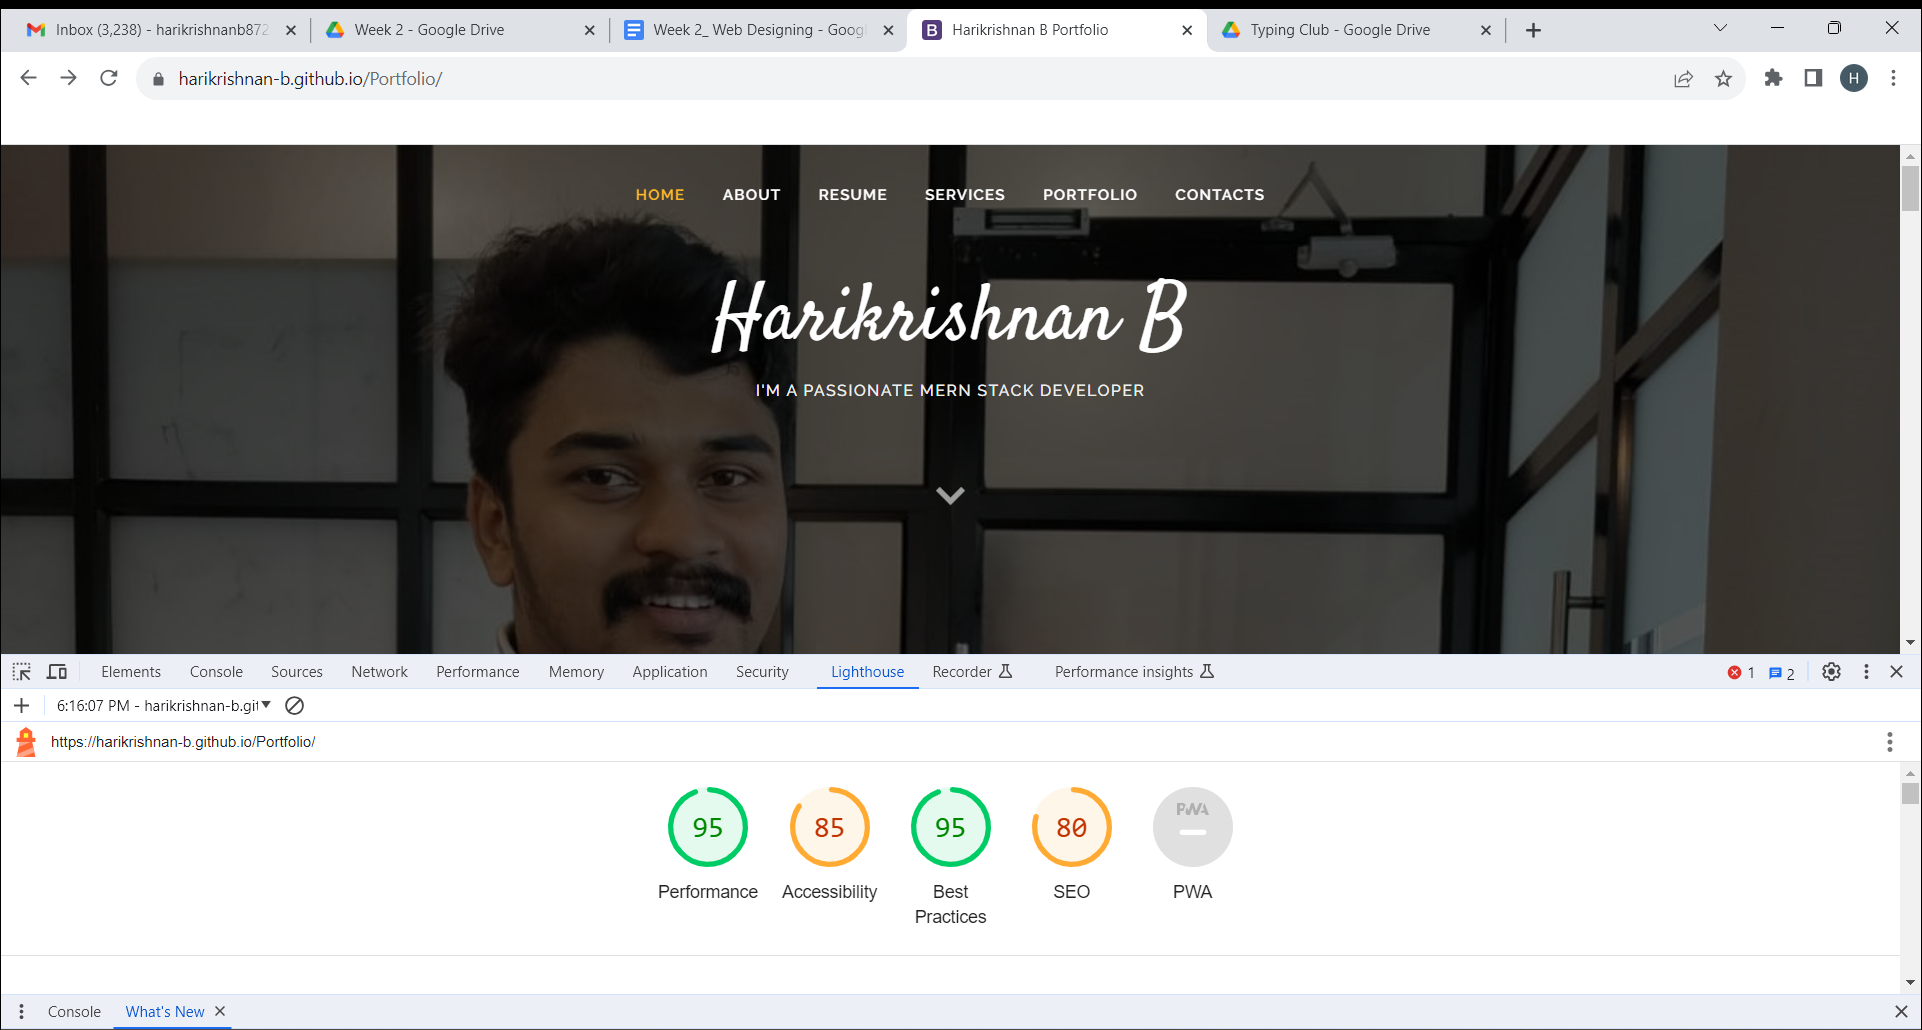 Inbox (3,238) - harikrishnanb872
Week 2 - Google Drive
Week 2_ Web Designing - Googl
B
Harikrishnan B Portfolio
Typing Club - Google Drive
harikrishnan-b.github.io/Portfolio/
H
HOME ABOUT RESUME SERVICES PORTFOLIO CONTACTS
Harikrishnan B
I'M A PASSIONATE MERN STACK DEVELOPER
Elements Console Sources Network Performance Memory Application Security Lighthouse Recorder Performance insights 1 2
6:16:07 PM - harikrishnan-b.git
https://harikrishnan-b.github.io/Portfolio/
95 85 95 80 PWA
Performance Accessibility Best Practices SEO PWA
Console What's New